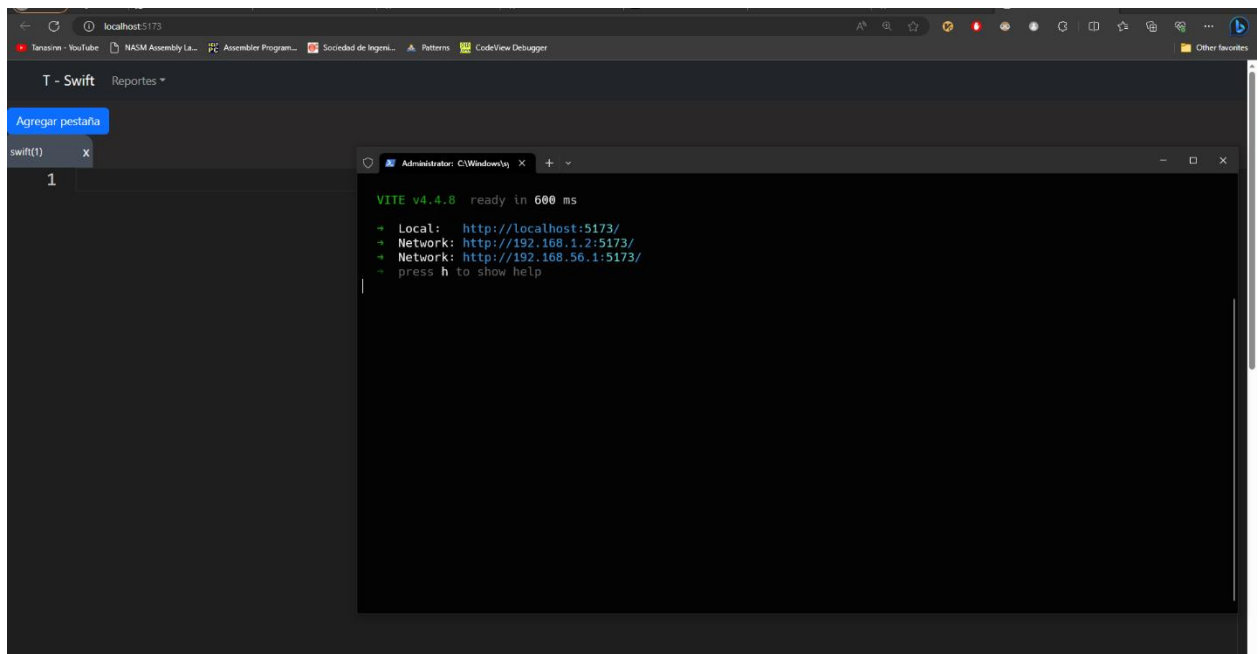 localhost:5173
Tanasinn - YouTube NASM Assembly La... Assembler Program... Sociedad de Ingeni... Patterns CodeView Debugger Other favorites
T - Swift Reportes
Agregar pestaña
swift(1) x
1
Administrator: C:\Windows\sy
VITE v4.4.8 ready in 600 ms
➜ Local: http://localhost:5173/
➜ Network: http://192.168.1.2:5173/
➜ Network: http://192.168.56.1:5173/
➜ press h to show help